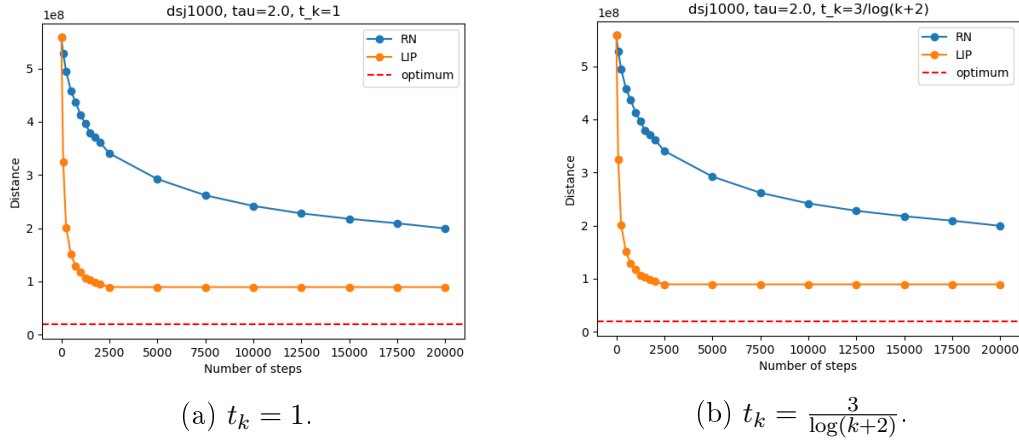 dsj1000, tau=2.0, t_k=1
1e8
RN
LIP
optimum
5
4
3
2
1
0
Distance
0 2500 5000 7500 10000 12500 15000 17500 20000
Number of steps
(a) $t_k = 1$.
dsj1000, tau=2.0, t_k=3/log(k+2)
1e8
RN
LIP
optimum
5
4
3
2
1
0
Distance
0 2500 5000 7500 10000 12500 15000 17500 20000
Number of steps
(b) $t_k = \frac{3}{\log(k+2)}$.